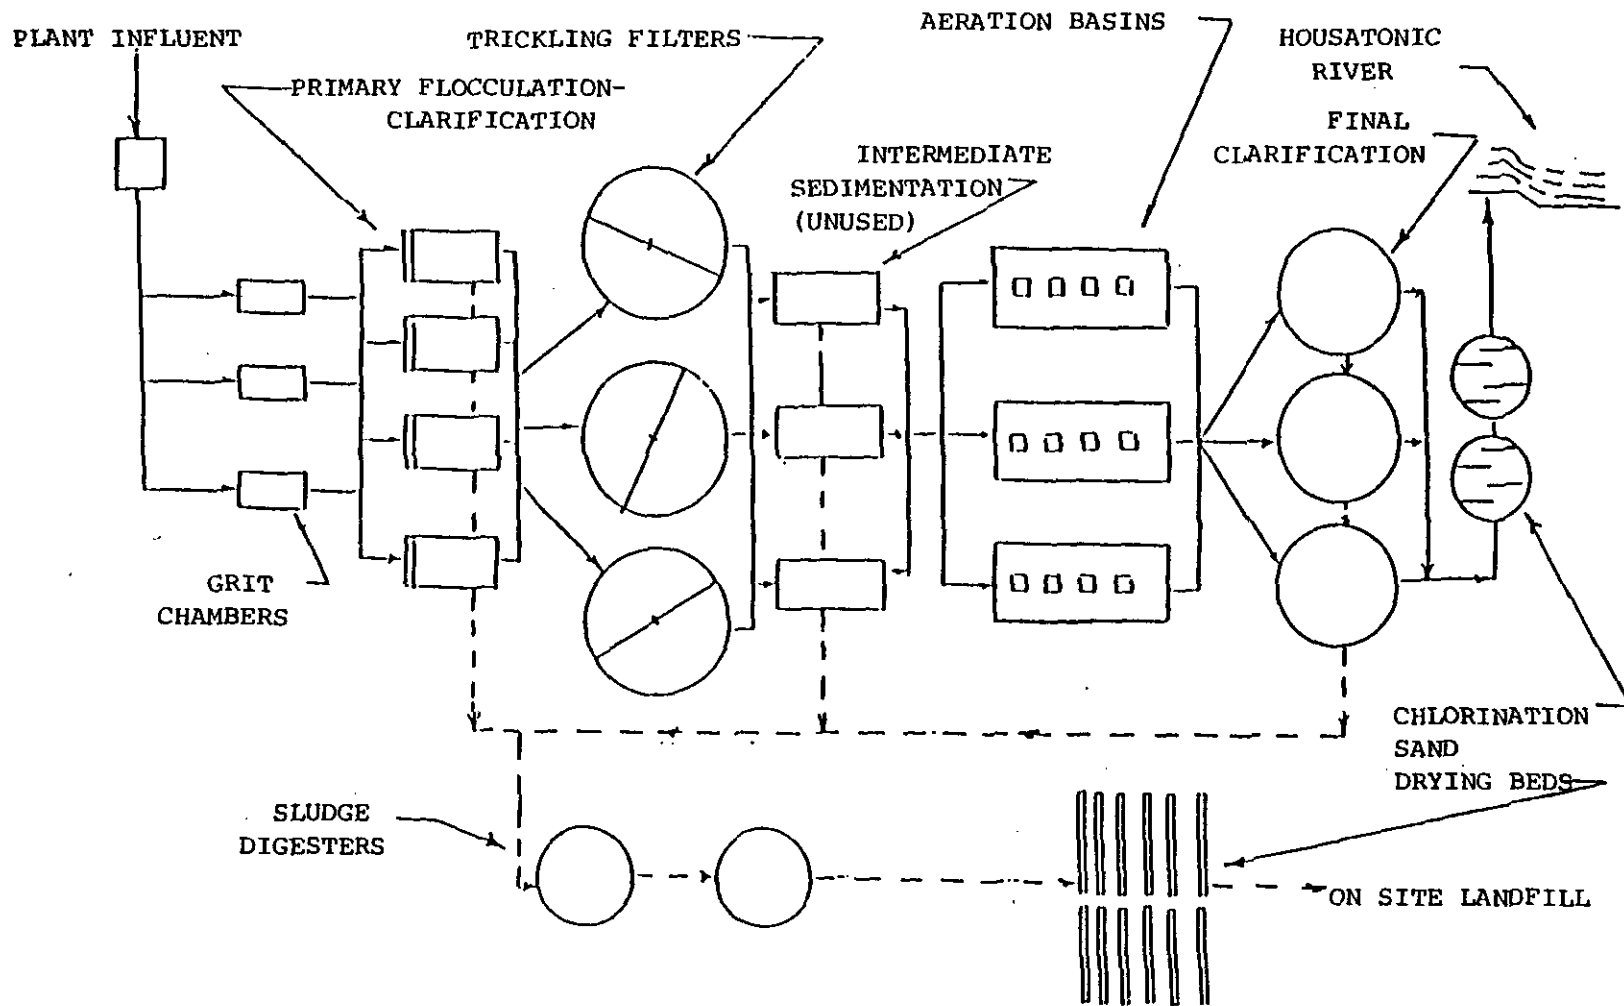 PLANT INFLUENT
TRICKLING FILTERS
AERATION BASINS
HOUSATONIC
RIVER
PRIMARY FLOCCULATION-
CLARIFICATION
FINAL
CLARIFICATION
INTERMEDIATE
SEDIMENTATION
(UNUSED)
GRIT
CHAMBERS
CHLORINATION
SAND
DRYING BEDS
SLUDGE
DIGESTERS
ON SITE LANDFILL